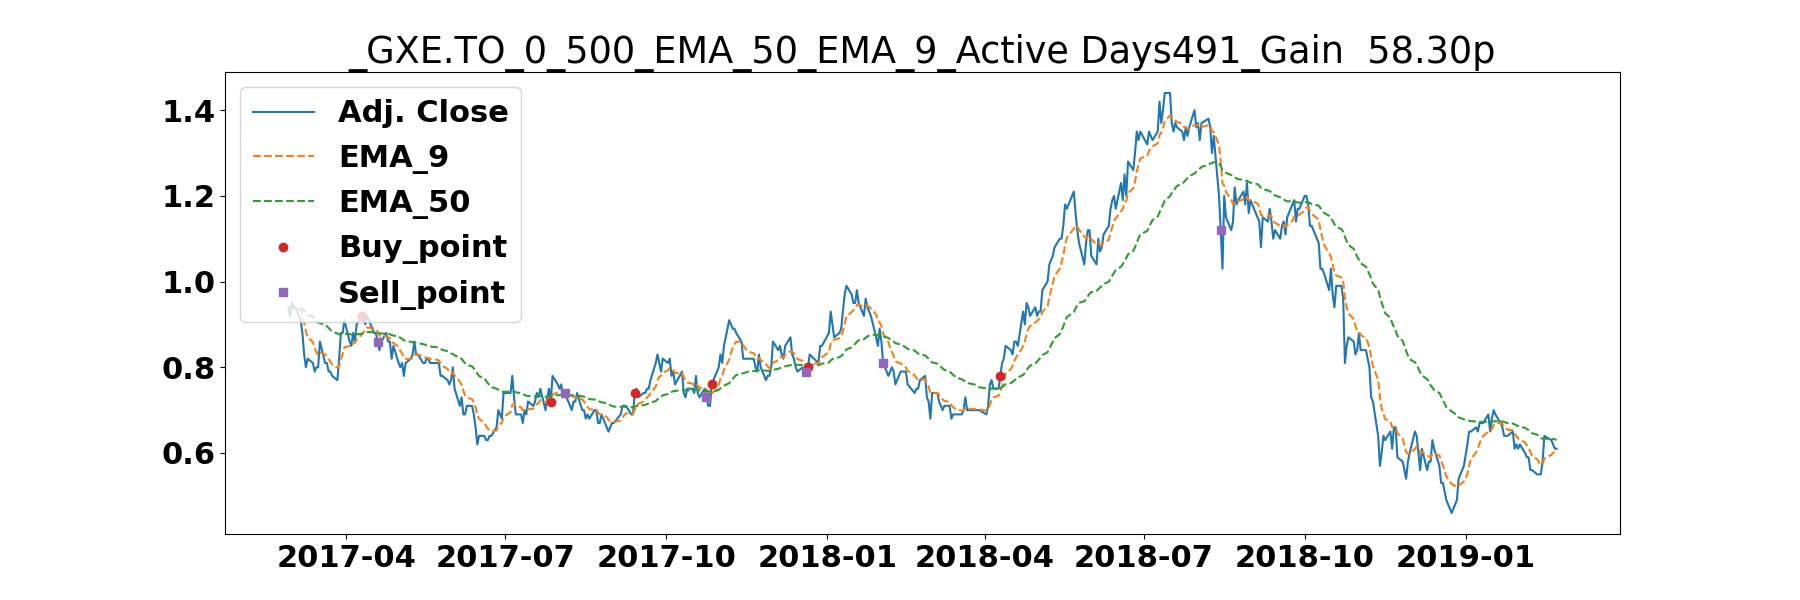 _GXE.TO_0_500_EMA_50_EMA_9_Active Days491_Gain  58.30p
Adj. Close
EMA_9
EMA_50
Buy_point
Sell_point
1.4
1.2
1.0
0.8
0.6
2017-04 2017-07 2017-10 2018-01 2018-04 2018-07 2018-10 2019-01